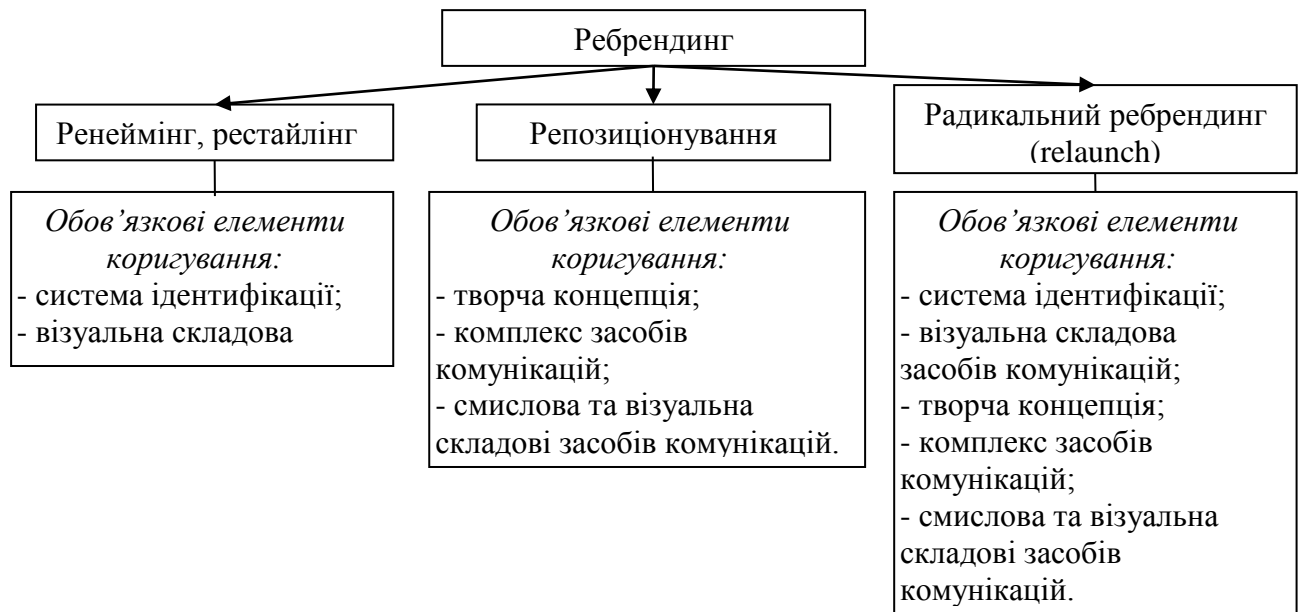 Ребрендинг
Ренеймінг, рестайлінг
Обов’язкові елементи
коригування:
- система ідентифікації;
- візуальна складова
Репозиціонування
Обов’язкові елементи
коригування:
- творча концепція;
- комплекс засобів
комунікацій;
- смислова та візуальна
складові засобів комунікацій.
Радикальний ребрендинг
(relaunch)
Обов’язкові елементи
коригування:
- система ідентифікації;
- візуальна складова
засобів комунікацій;
- творча концепція;
- комплекс засобів
комунікацій;
- смислова та візуальна
складові засобів
комунікацій.